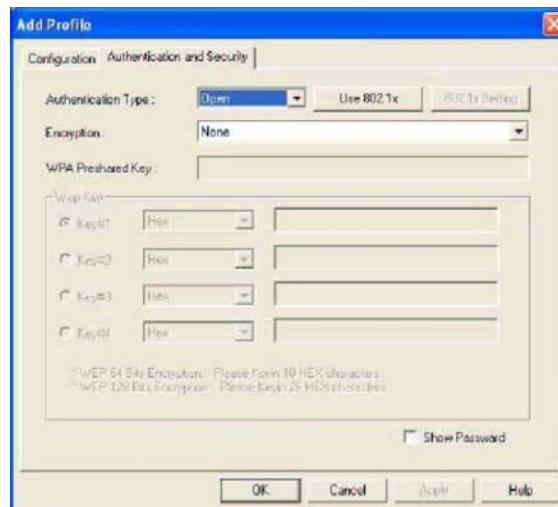 Add Profile
Configuration Authentication and Security
Authentication Type : Open Use 802.1x 802.1x Setting
Encryption : None
WPA Preshared Key :
Wep Key
Key#1 Hex
Key#2 Hex
Key#3 Hex
Key#4 Hex
* WEP 64 Bits Encryption: Please Keyin 10 HEX characters
* WEP 128 Bits Encryption: Please Keyin 26 HEX characters
Show Password
OK Cancel Apply Help